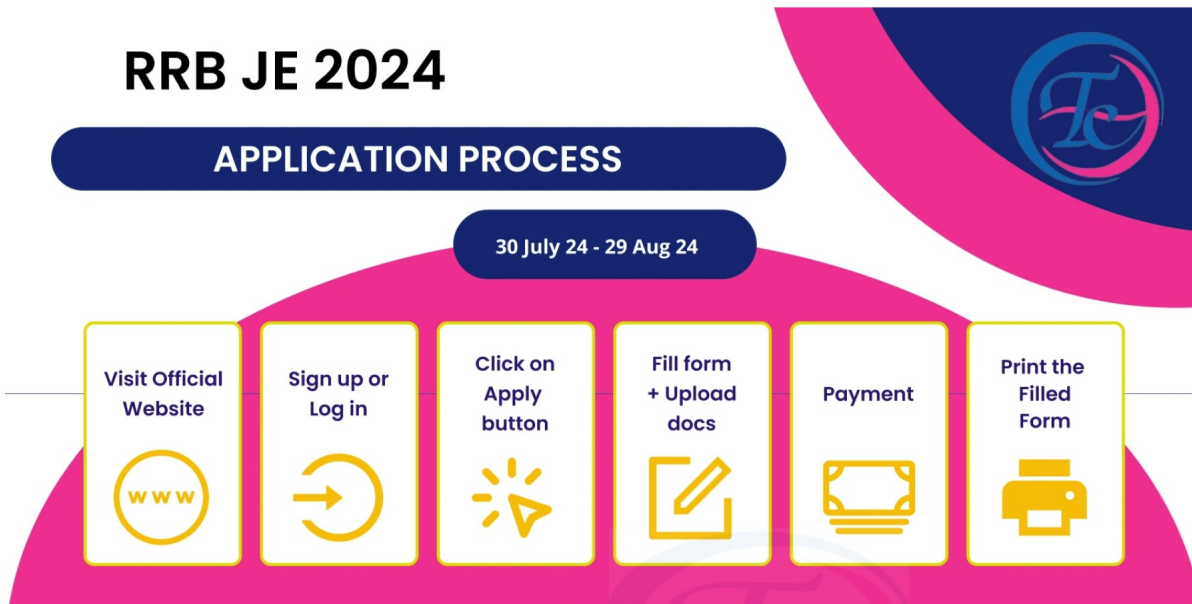 RRB JE 2024
APPLICATION PROCESS
30 July 24 - 29 Aug 24
Visit Official
Website
www
Sign up or
Log in
Click on
Apply
button
Fill form
+ Upload
docs
Payment
Print the
Filled
Form
Tc